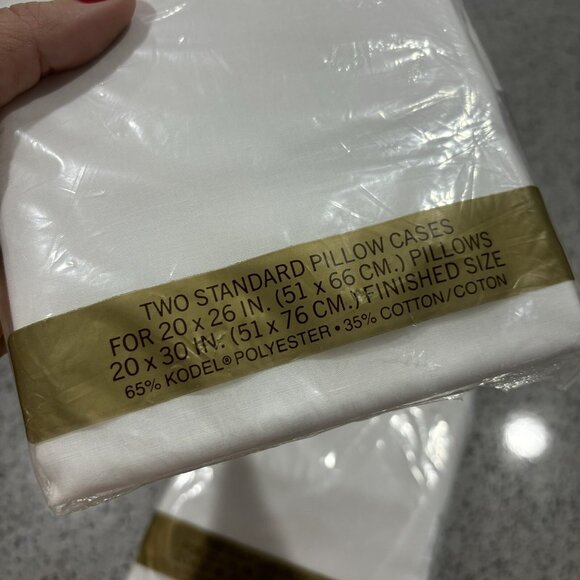 TWO STANDARD PILLOW CASES
FOR 20 x 26 IN. (51 x 66 CM.) PILLOWS
20 x 30 IN. (51 x 76 CM.) FINISHED SIZE
65% KODEL® POLYESTER • 35% COTTON/COTON